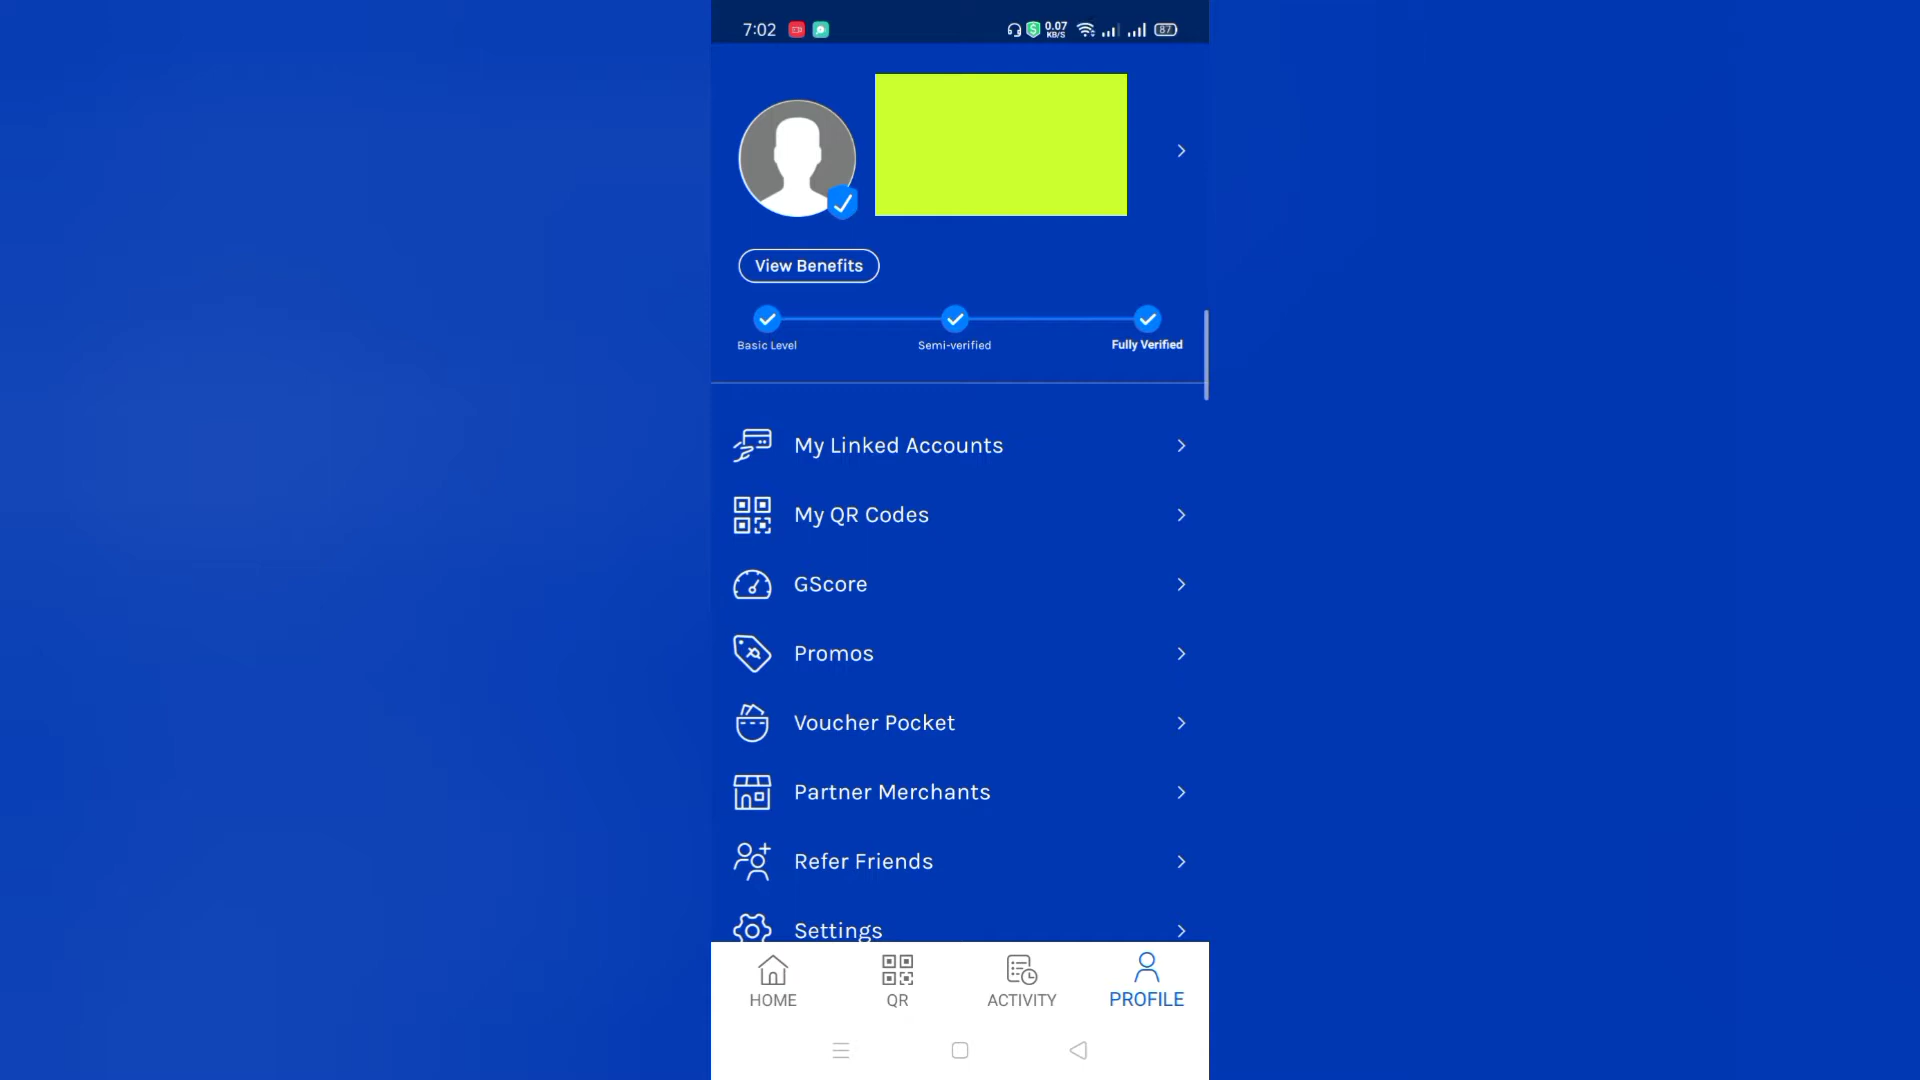 7:02 0.07 KB/S 87
View Benefits
Basic Level Semi-verified Fully Verified
My Linked Accounts
My QR Codes
GScore
Promos
Voucher Pocket
Partner Merchants
Refer Friends
Settings
HOME QR ACTIVITY PROFILE